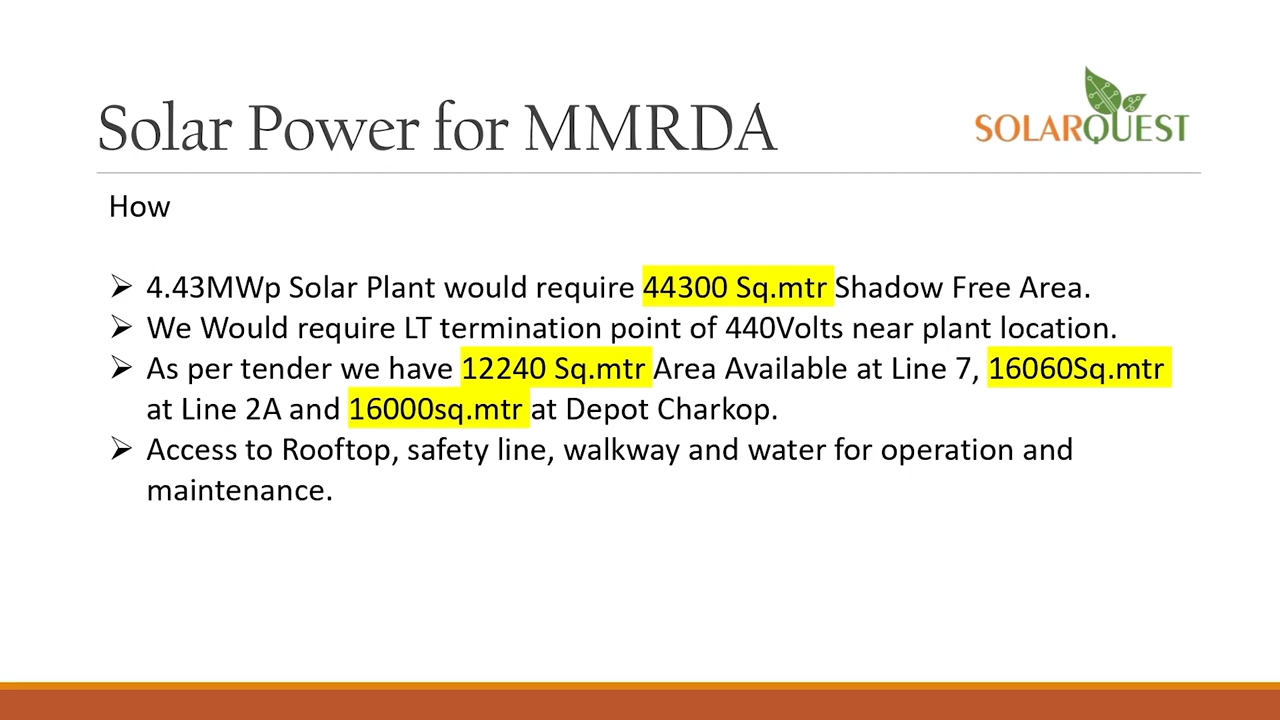 Solar Power for MMRDA
SOLARQUEST
How
➢ 4.43MWp Solar Plant would require 44300 Sq.mtr Shadow Free Area.
➢ We Would require LT termination point of 440Volts near plant location.
➢ As per tender we have 12240 Sq.mtr Area Available at Line 7, 16060Sq.mtr
at Line 2A and 16000sq.mtr at Depot Charkop.
➢ Access to Rooftop, safety line, walkway and water for operation and
maintenance.